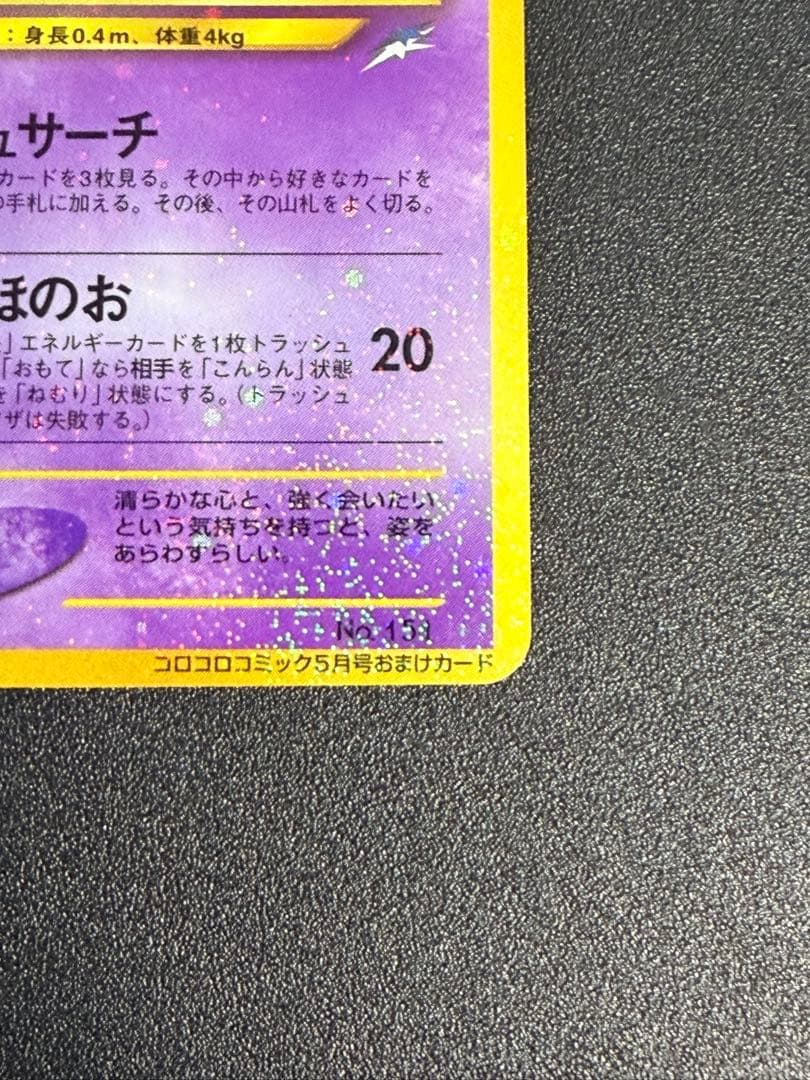 ：身長0.4m、体重4kg
ュサーチ
カードを3枚見る。その中から好きなカードを
の手札に加える。その後、その山札をよく切る。
ほのお
」エネルギーカードを1枚トラッシュ
「おもて」なら相手を「こんらん」状態
20
を「ねむり」状態にする。（トラッシュ
ザは失敗する。）
清らかな心と、強く会いたい
という気持ちを持つと、姿を
あらわすらしい。
No.151
コロコロコミック5月号おまけカード